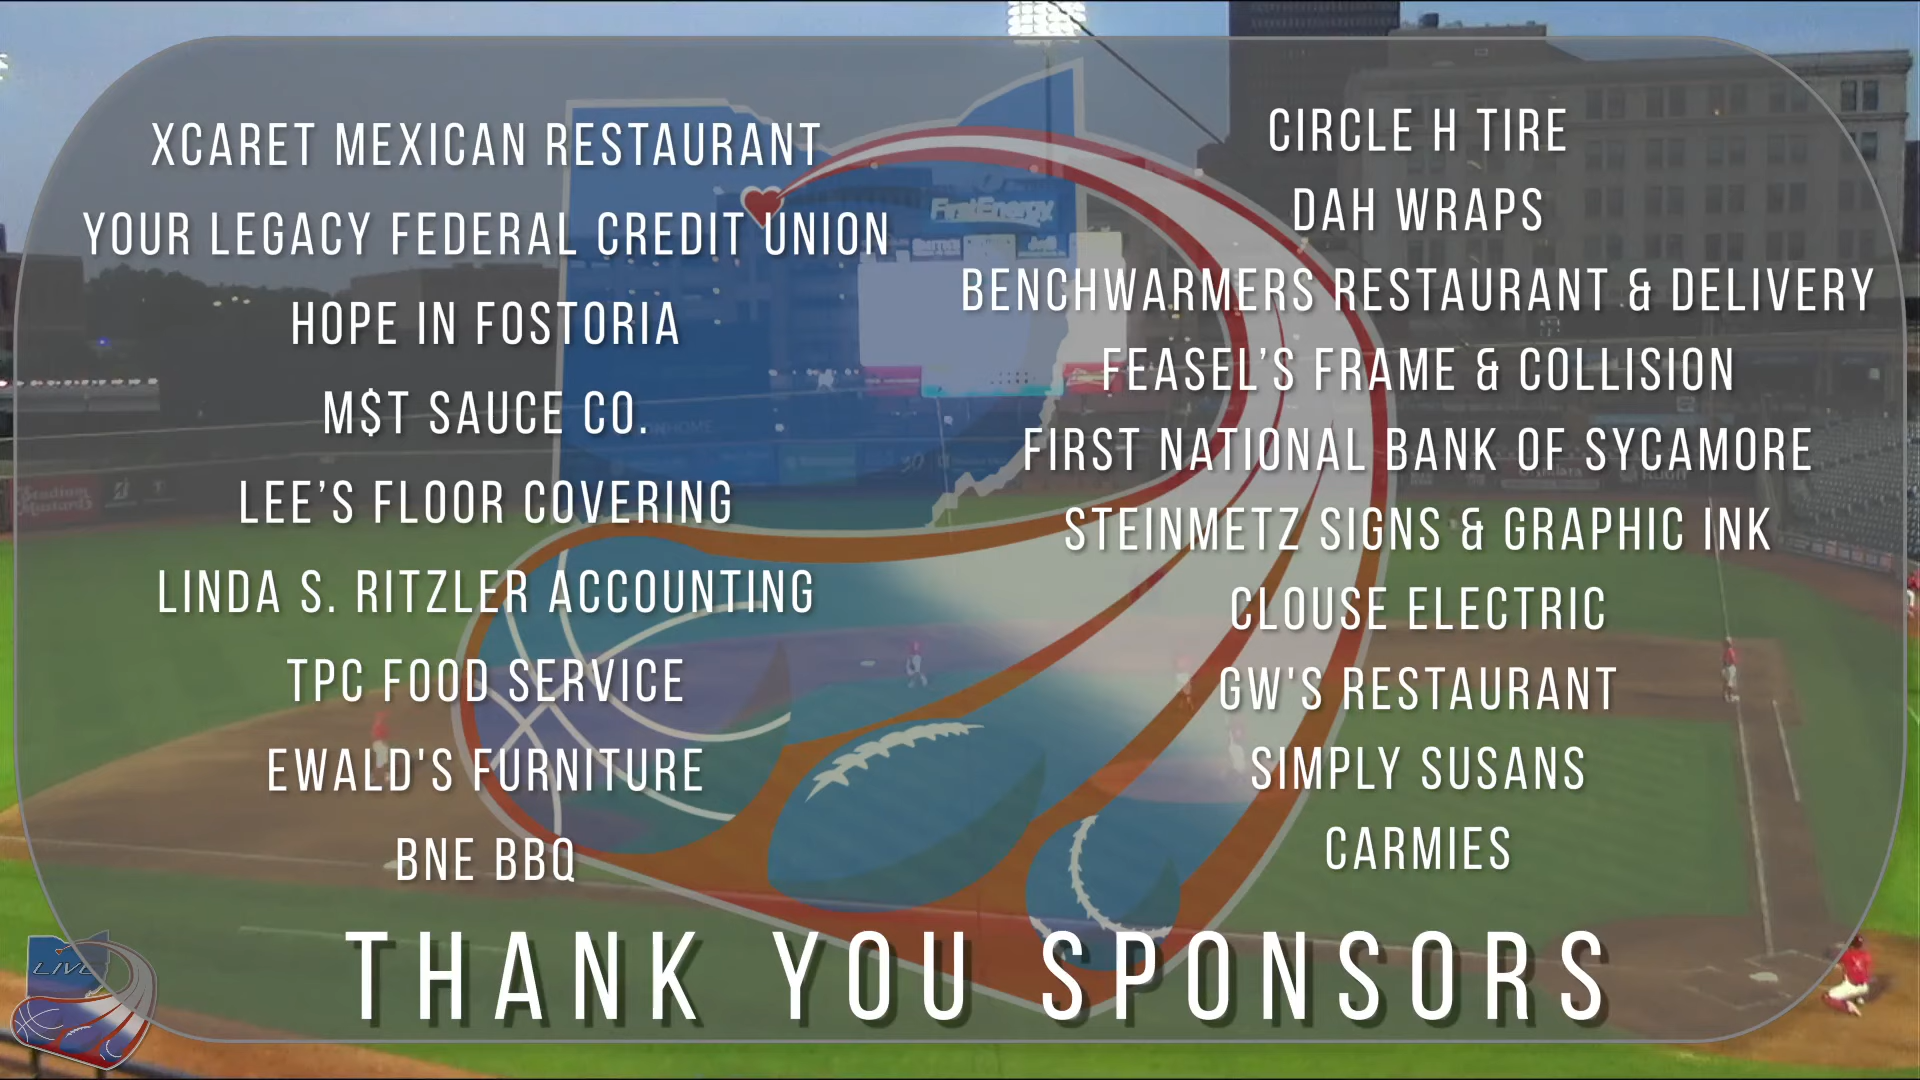 XCARET MEXICAN RESTAURANT
YOUR LEGACY FEDERAL CREDIT UNION
HOPE IN FOSTORIA
M$T SAUCE CO.
LEE’S FLOOR COVERING
LINDA S. RITZLER ACCOUNTING
TPC FOOD SERVICE
EWALD'S FURNITURE
BNE BBQ
CIRCLE H TIRE
DAH WRAPS
BENCHWARMERS RESTAURANT & DELIVERY
FEASEL’S FRAME & COLLISION
FIRST NATIONAL BANK OF SYCAMORE
STEINMETZ SIGNS & GRAPHIC INK
CLOUSE ELECTRIC
GW'S RESTAURANT
SIMPLY SUSANS
CARMIES
THANK YOU SPONSORS
FirstEnergy
LIVE